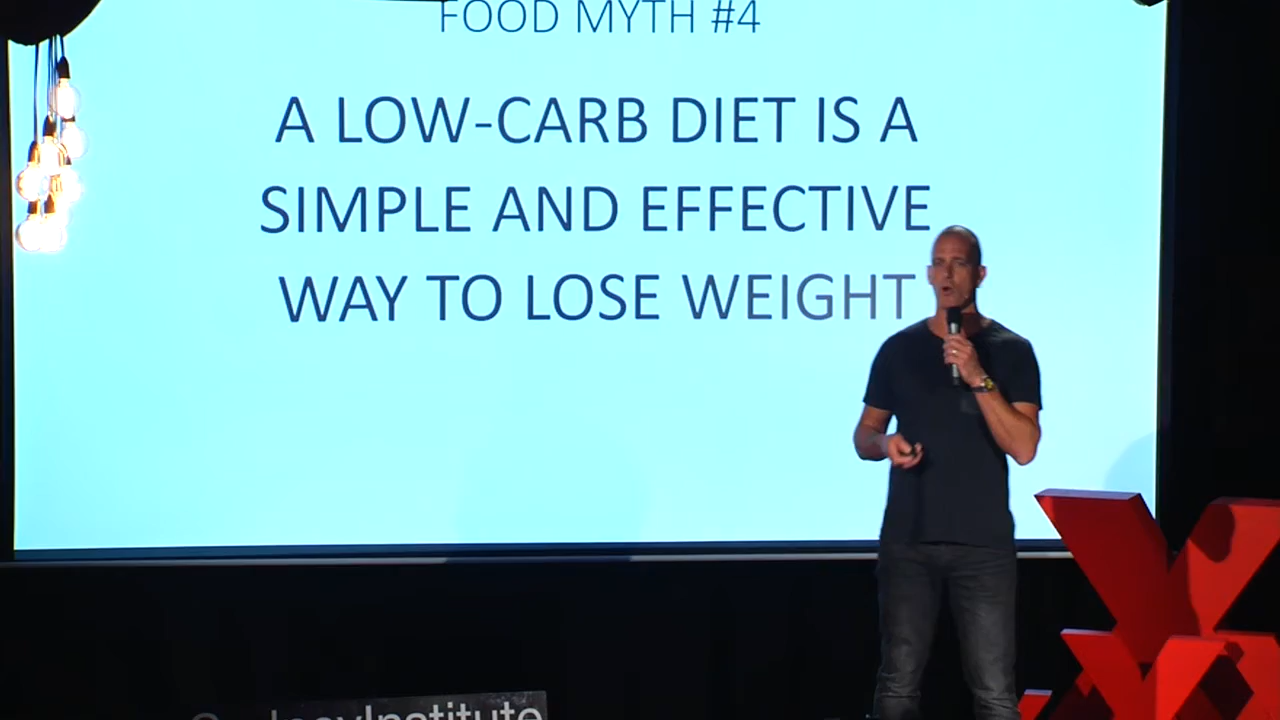 FOOD MYTH #4
A LOW-CARB DIET IS A
SIMPLE AND EFFECTIVE
WAY TO LOSE WEIGHT